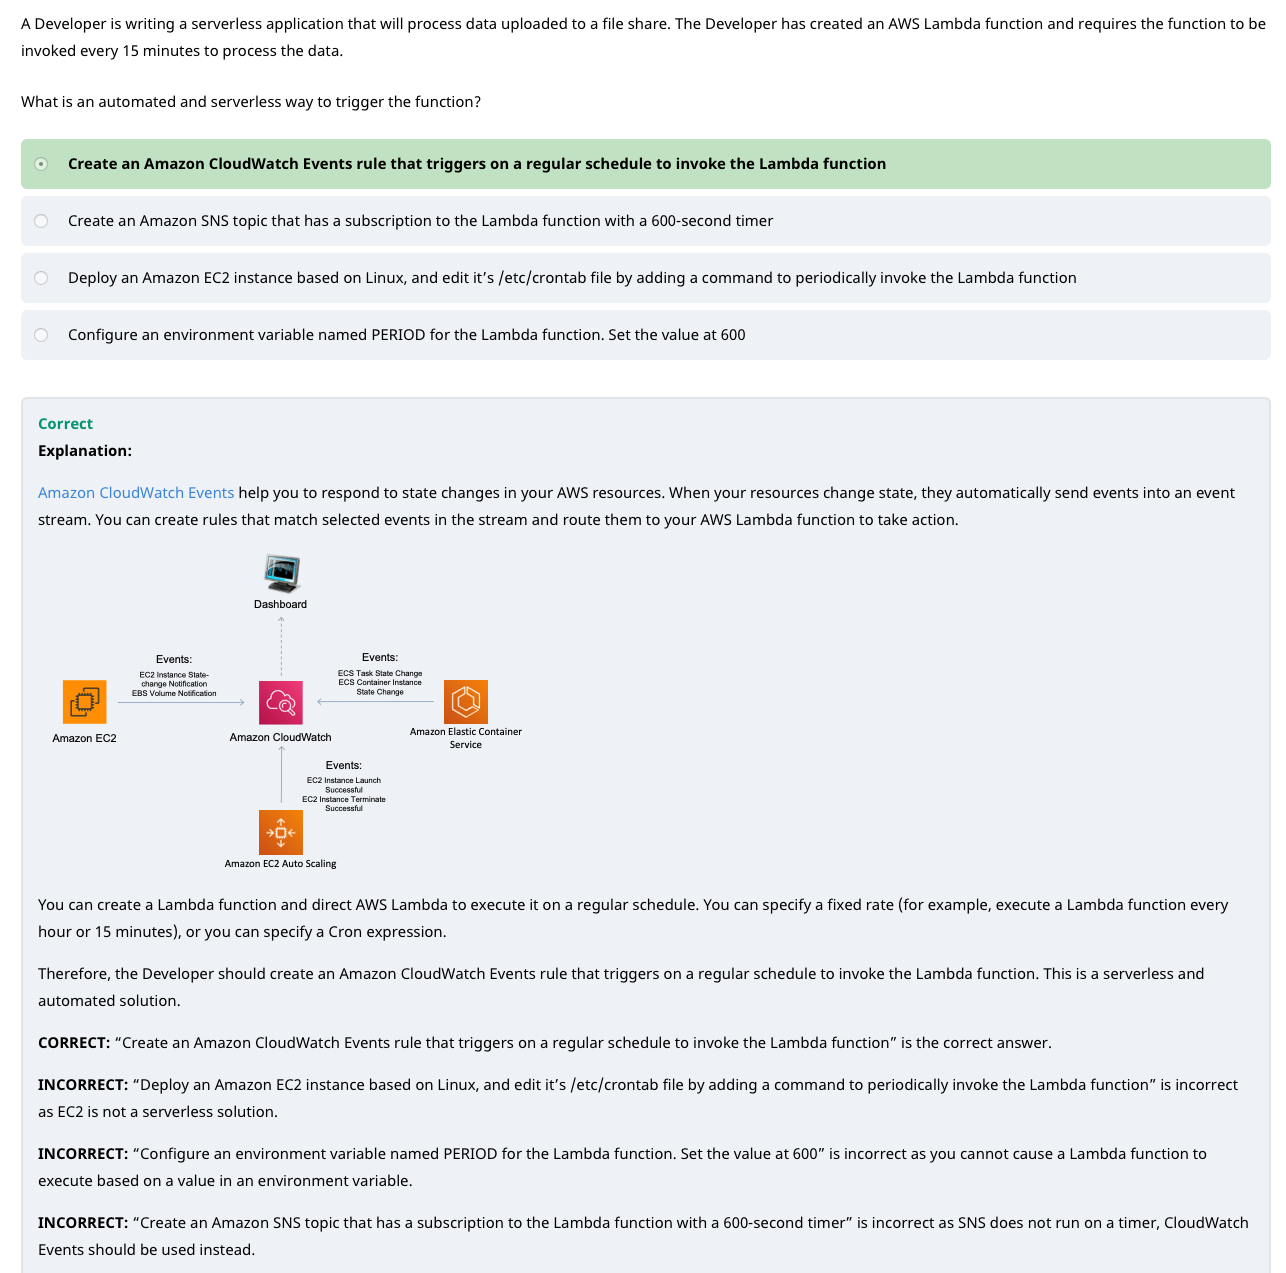 A Developer is writing a serverless application that will process data uploaded to a file share. The Developer has created an AWS Lambda function and requires the function to be
invoked every 15 minutes to process the data.
What is an automated and serverless way to trigger the function?
Create an Amazon CloudWatch Events rule that triggers on a regular schedule to invoke the Lambda function
Create an Amazon SNS topic that has a subscription to the Lambda function with a 600-second timer
Deploy an Amazon EC2 instance based on Linux, and edit it’s /etc/crontab file by adding a command to periodically invoke the Lambda function
Configure an environment variable named PERIOD for the Lambda function. Set the value at 600
Correct
Explanation:
Amazon CloudWatch Events help you to respond to state changes in your AWS resources. When your resources change state, they automatically send events into an event
stream. You can create rules that match selected events in the stream and route them to your AWS Lambda function to take action.
Dashboard
Events:
EC2 Instance State-
change Notification
EBS Volume Notification
Events:
ECS Task State Change
ECS Container Instance
State Change
Amazon EC2
Amazon CloudWatch
Amazon Elastic Container
Service
Events:
EC2 Instance Launch
Successful
EC2 Instance Terminate
Successful
Amazon EC2 Auto Scaling
You can create a Lambda function and direct AWS Lambda to execute it on a regular schedule. You can specify a fixed rate (for example, execute a Lambda function every
hour or 15 minutes), or you can specify a Cron expression.
Therefore, the Developer should create an Amazon CloudWatch Events rule that triggers on a regular schedule to invoke the Lambda function. This is a serverless and
automated solution.
CORRECT: “Create an Amazon CloudWatch Events rule that triggers on a regular schedule to invoke the Lambda function” is the correct answer.
INCORRECT: “Deploy an Amazon EC2 instance based on Linux, and edit it’s /etc/crontab file by adding a command to periodically invoke the Lambda function” is incorrect
as EC2 is not a serverless solution.
INCORRECT: “Configure an environment variable named PERIOD for the Lambda function. Set the value at 600” is incorrect as you cannot cause a Lambda function to
execute based on a value in an environment variable.
INCORRECT: “Create an Amazon SNS topic that has a subscription to the Lambda function with a 600-second timer” is incorrect as SNS does not run on a timer, CloudWatch
Events should be used instead.